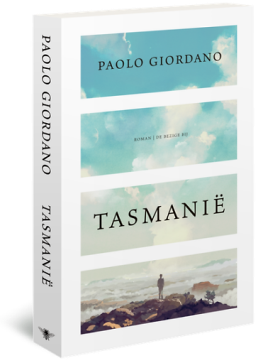 PAOLO GIORDANO
ROMAN | DE BEZIGE BIJ
TASMANIË
PAOLO GIORDANO TASMANIË